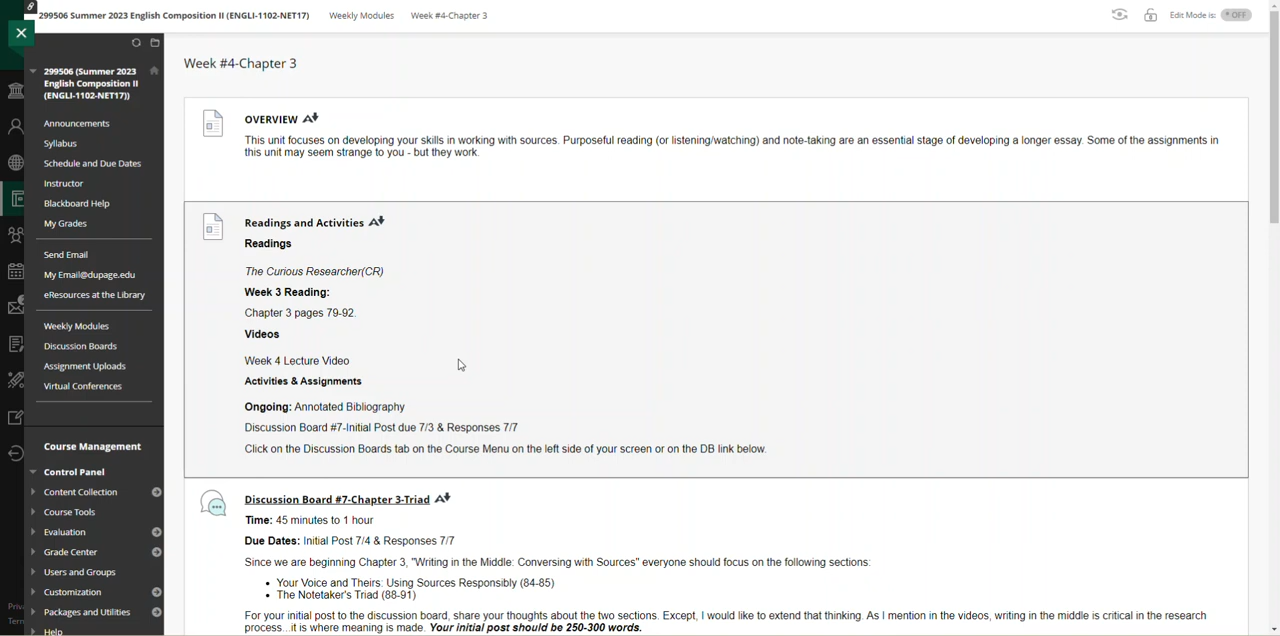 299506 Summer 2023 English Composition II (ENGLI-1102-NET17) Weekly Modules Week #4-Chapter 3
Edit Mode is: OFF
299506 (Summer 2023
English Composition II
(ENGLI-1102-NET17))
Announcements
Syllabus
Schedule and Due Dates
Instructor
Blackboard Help
My Grades
Send Email
My Email@dupage.edu
eResources at the Library
Weekly Modules
Discussion Boards
Assignment Uploads
Virtual Conferences
Course Management
Control Panel
Content Collection
Course Tools
Evaluation
Grade Center
Users and Groups
Customization
Packages and Utilities
Help
Week #4-Chapter 3
OVERVIEW
This unit focuses on developing your skills in working with sources. Purposeful reading (or listening/watching) and note-taking are an essential stage of developing a longer essay. Some of the assignments in
this unit may seem strange to you - but they work.
Readings and Activities
Readings
The Curious Researcher(CR)
Week 3 Reading:
Chapter 3 pages 79-92.
Videos
Week 4 Lecture Video
Activities & Assignments
Ongoing: Annotated Bibliography
Discussion Board #7-Initial Post due 7/3 & Responses 7/7
Click on the Discussion Boards tab on the Course Menu on the left side of your screen or on the DB link below.
Discussion Board #7-Chapter 3-Triad
Time: 45 minutes to 1 hour
Due Dates: Initial Post 7/4 & Responses 7/7
Since we are beginning Chapter 3, "Writing in the Middle: Conversing with Sources" everyone should focus on the following sections:
• Your Voice and Theirs: Using Sources Responsibly (84-85)
• The Notetaker's Triad (88-91)
For your initial post to the discussion board, share your thoughts about the two sections. Except, I would like to extend that thinking. As I mention in the videos, writing in the middle is critical in the research
process...it is where meaning is made. Your initial post should be 250-300 words.